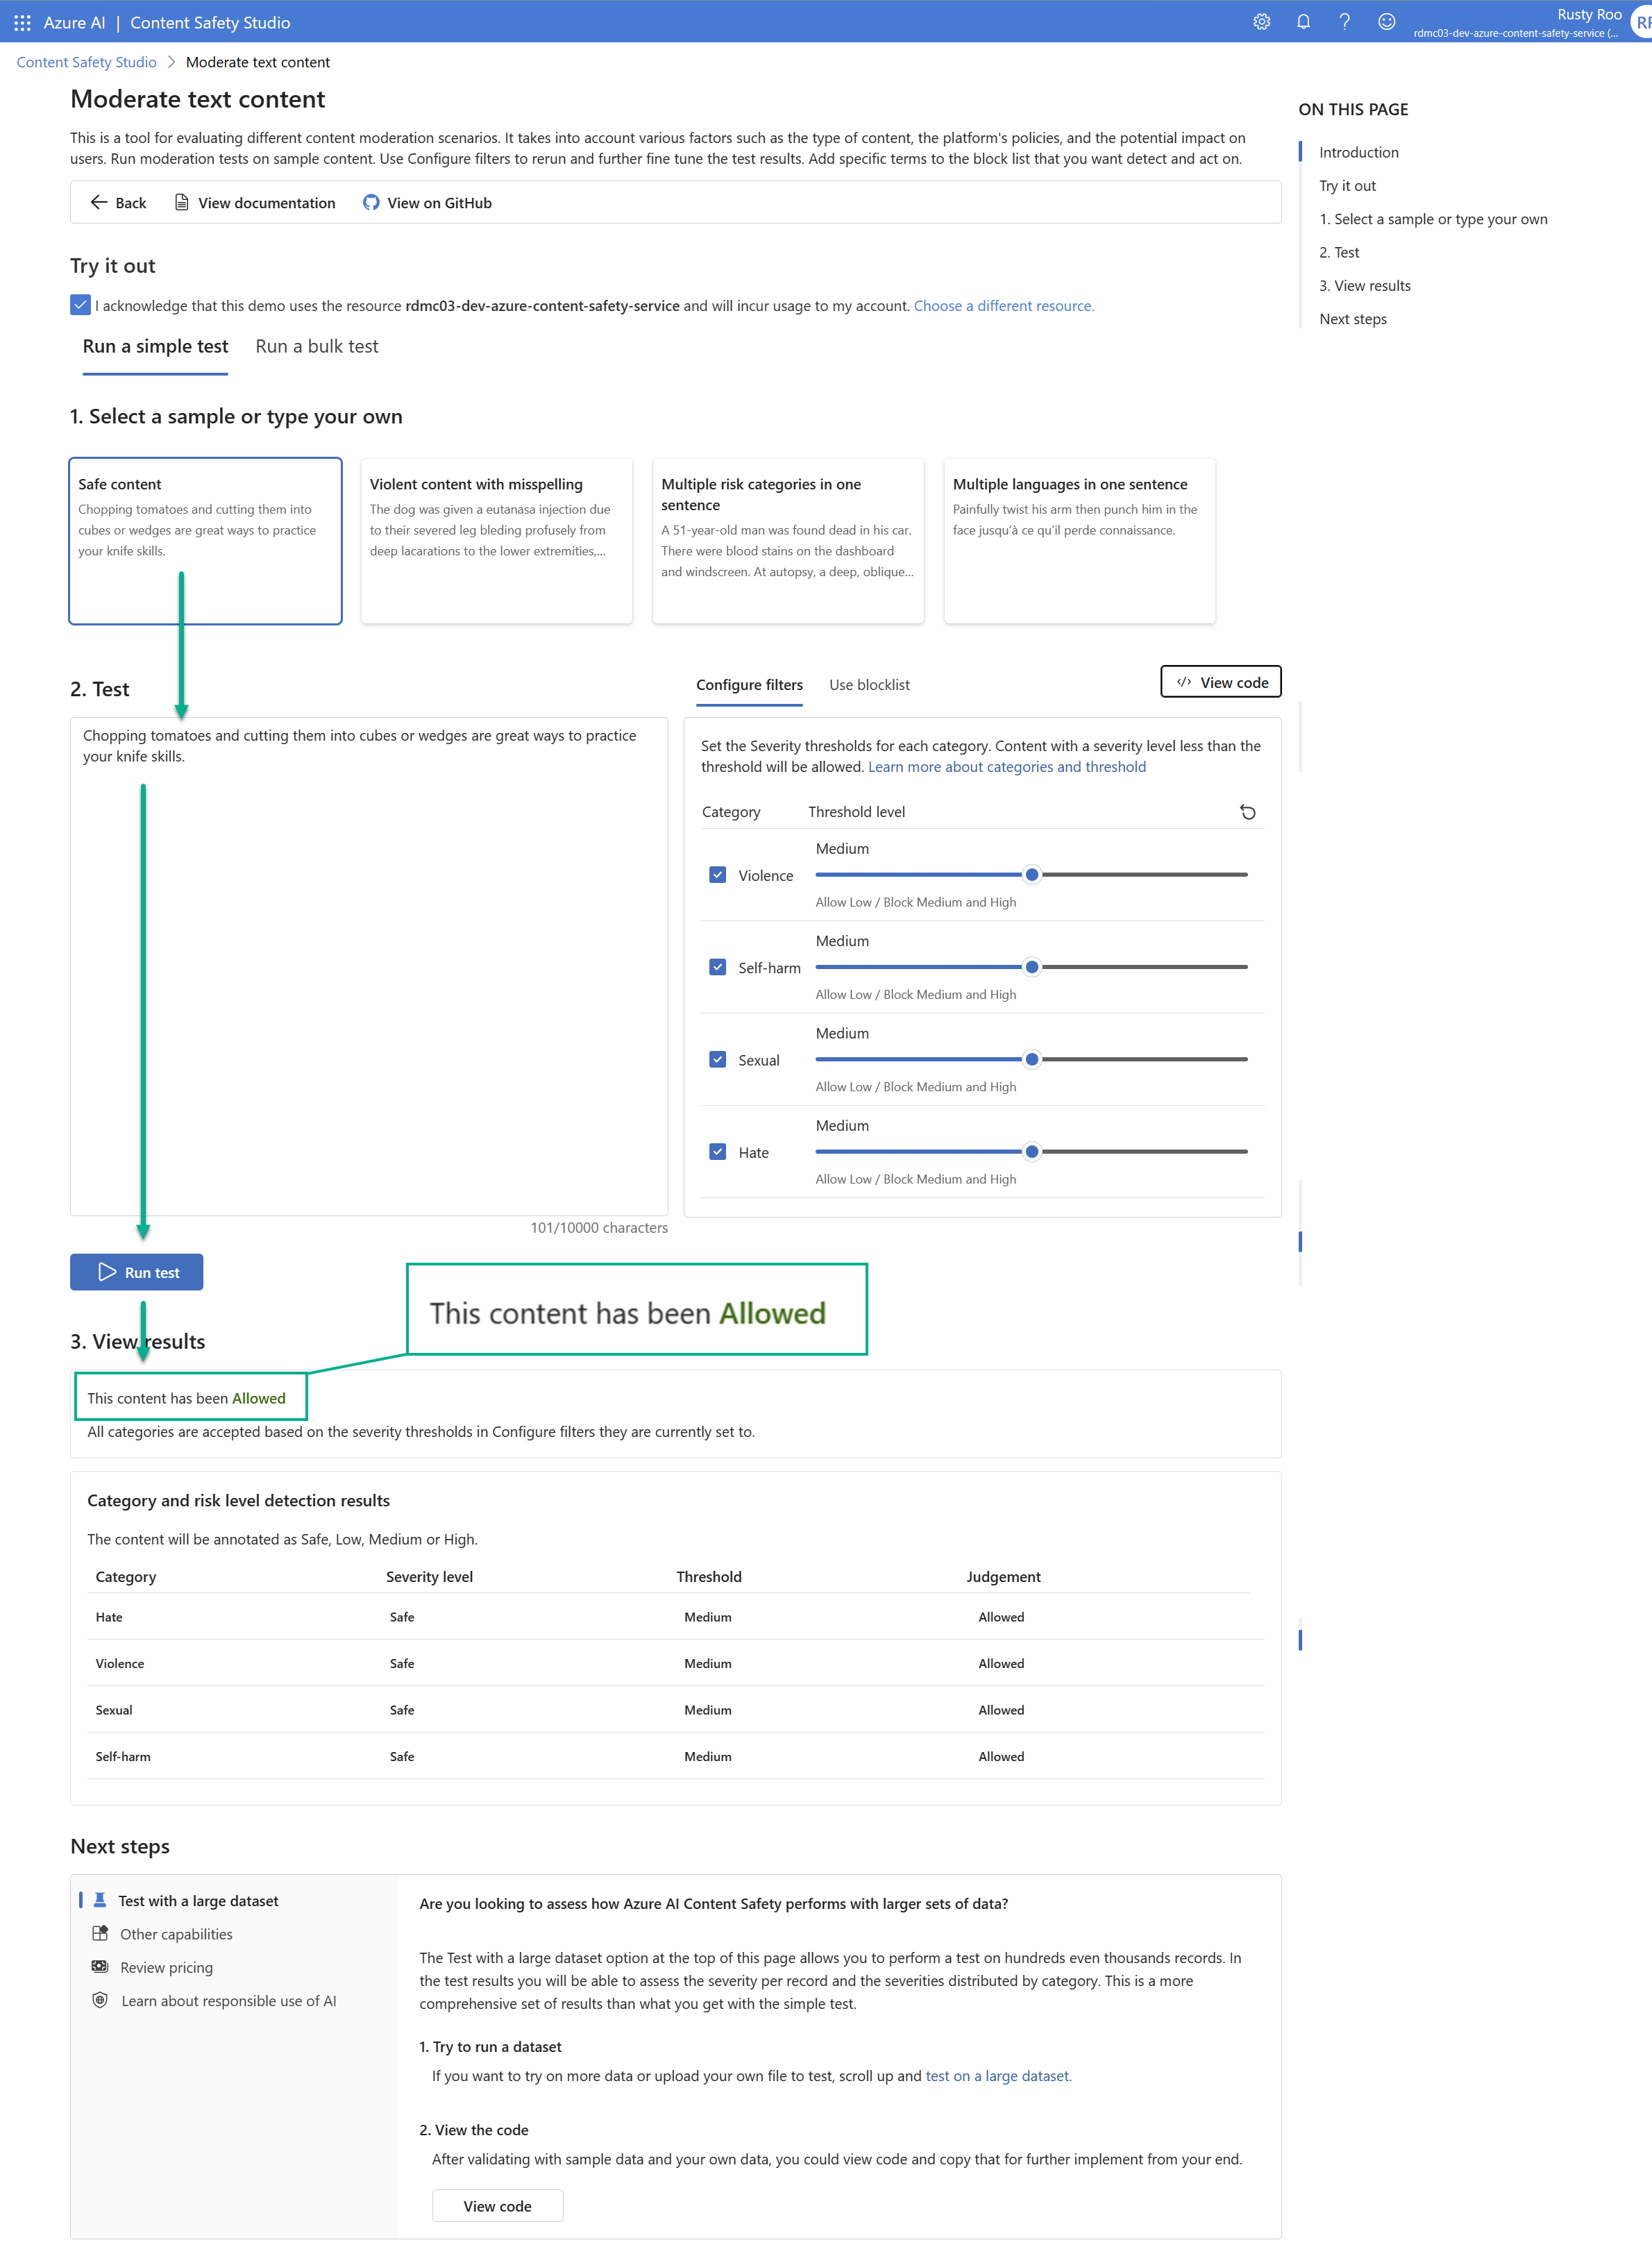 Azure AI | Content Safety Studio
Rusty Roo
rdmc03-dev-azure-content-safety-service (...
Content Safety Studio > Moderate text content
Moderate text content
This is a tool for evaluating different content moderation scenarios. It takes into account various factors such as the type of content, the platform's policies, and the potential impact on
users. Run moderation tests on sample content. Use Configure filters to rerun and further fine tune the test results. Add specific terms to the block list that you want detect and act on.
Back View documentation View on GitHub
ON THIS PAGE
Introduction
Try it out
1. Select a sample or type your own
2. Test
3. View results
Next steps
Try it out
I acknowledge that this demo uses the resource rdmc03-dev-azure-content-safety-service and will incur usage to my account. Choose a different resource.
Run a simple test Run a bulk test
1. Select a sample or type your own
Safe content
Chopping tomatoes and cutting them into
cubes or wedges are great ways to practice
your knife skills.
Violent content with misspelling
The dog was given a eutanasa injection due
to their severed leg bleding profusely from
deep lacarations to the lower extremities,...
Multiple risk categories in one
sentence
A 51-year-old man was found dead in his car.
There were blood stains on the dashboard
and windscreen. At autopsy, a deep, oblique...
Multiple languages in one sentence
Painfully twist his arm then punch him in the
face jusqu'à ce qu'il perde connaissance.
2. Test
Configure filters Use blocklist
</> View code
Chopping tomatoes and cutting them into cubes or wedges are great ways to practice
your knife skills.
101/10000 characters
Set the Severity thresholds for each category. Content with a severity level less than the
threshold will be allowed. Learn more about categories and threshold
Category Threshold level
Medium
Violence
Allow Low / Block Medium and High
Medium
Self-harm
Allow Low / Block Medium and High
Medium
Sexual
Allow Low / Block Medium and High
Medium
Hate
Allow Low / Block Medium and High
Run test
This content has been Allowed
3. View results
This content has been Allowed
All categories are accepted based on the severity thresholds in Configure filters they are currently set to.
Category and risk level detection results
The content will be annotated as Safe, Low, Medium or High.
Category Severity level Threshold Judgement
Hate Safe Medium Allowed
Violence Safe Medium Allowed
Sexual Safe Medium Allowed
Self-harm Safe Medium Allowed
Next steps
Test with a large dataset
Other capabilities
Review pricing
Learn about responsible use of AI
Are you looking to assess how Azure AI Content Safety performs with larger sets of data?
The Test with a large dataset option at the top of this page allows you to perform a test on hundreds even thousands records. In
the test results you will be able to assess the severity per record and the severities distributed by category. This is a more
comprehensive set of results than what you get with the simple test.
1. Try to run a dataset
If you want to try on more data or upload your own file to test, scroll up and test on a large dataset.
2. View the code
After validating with sample data and your own data, you could view code and copy that for further implement from your end.
View code